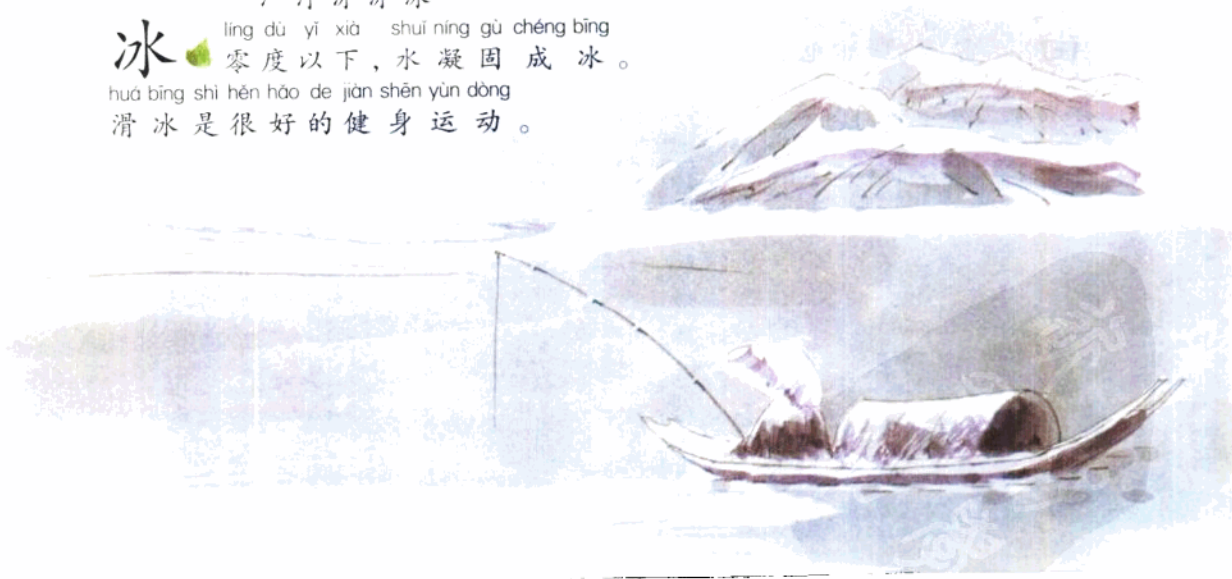 líng dù yǐ xià shuǐ níng gù chéng bīng
冰 零度以下，水凝固成冰。
huá bīng shì hěn hǎo de jiàn shēn yùn dòng
滑冰是很好的健身运动。